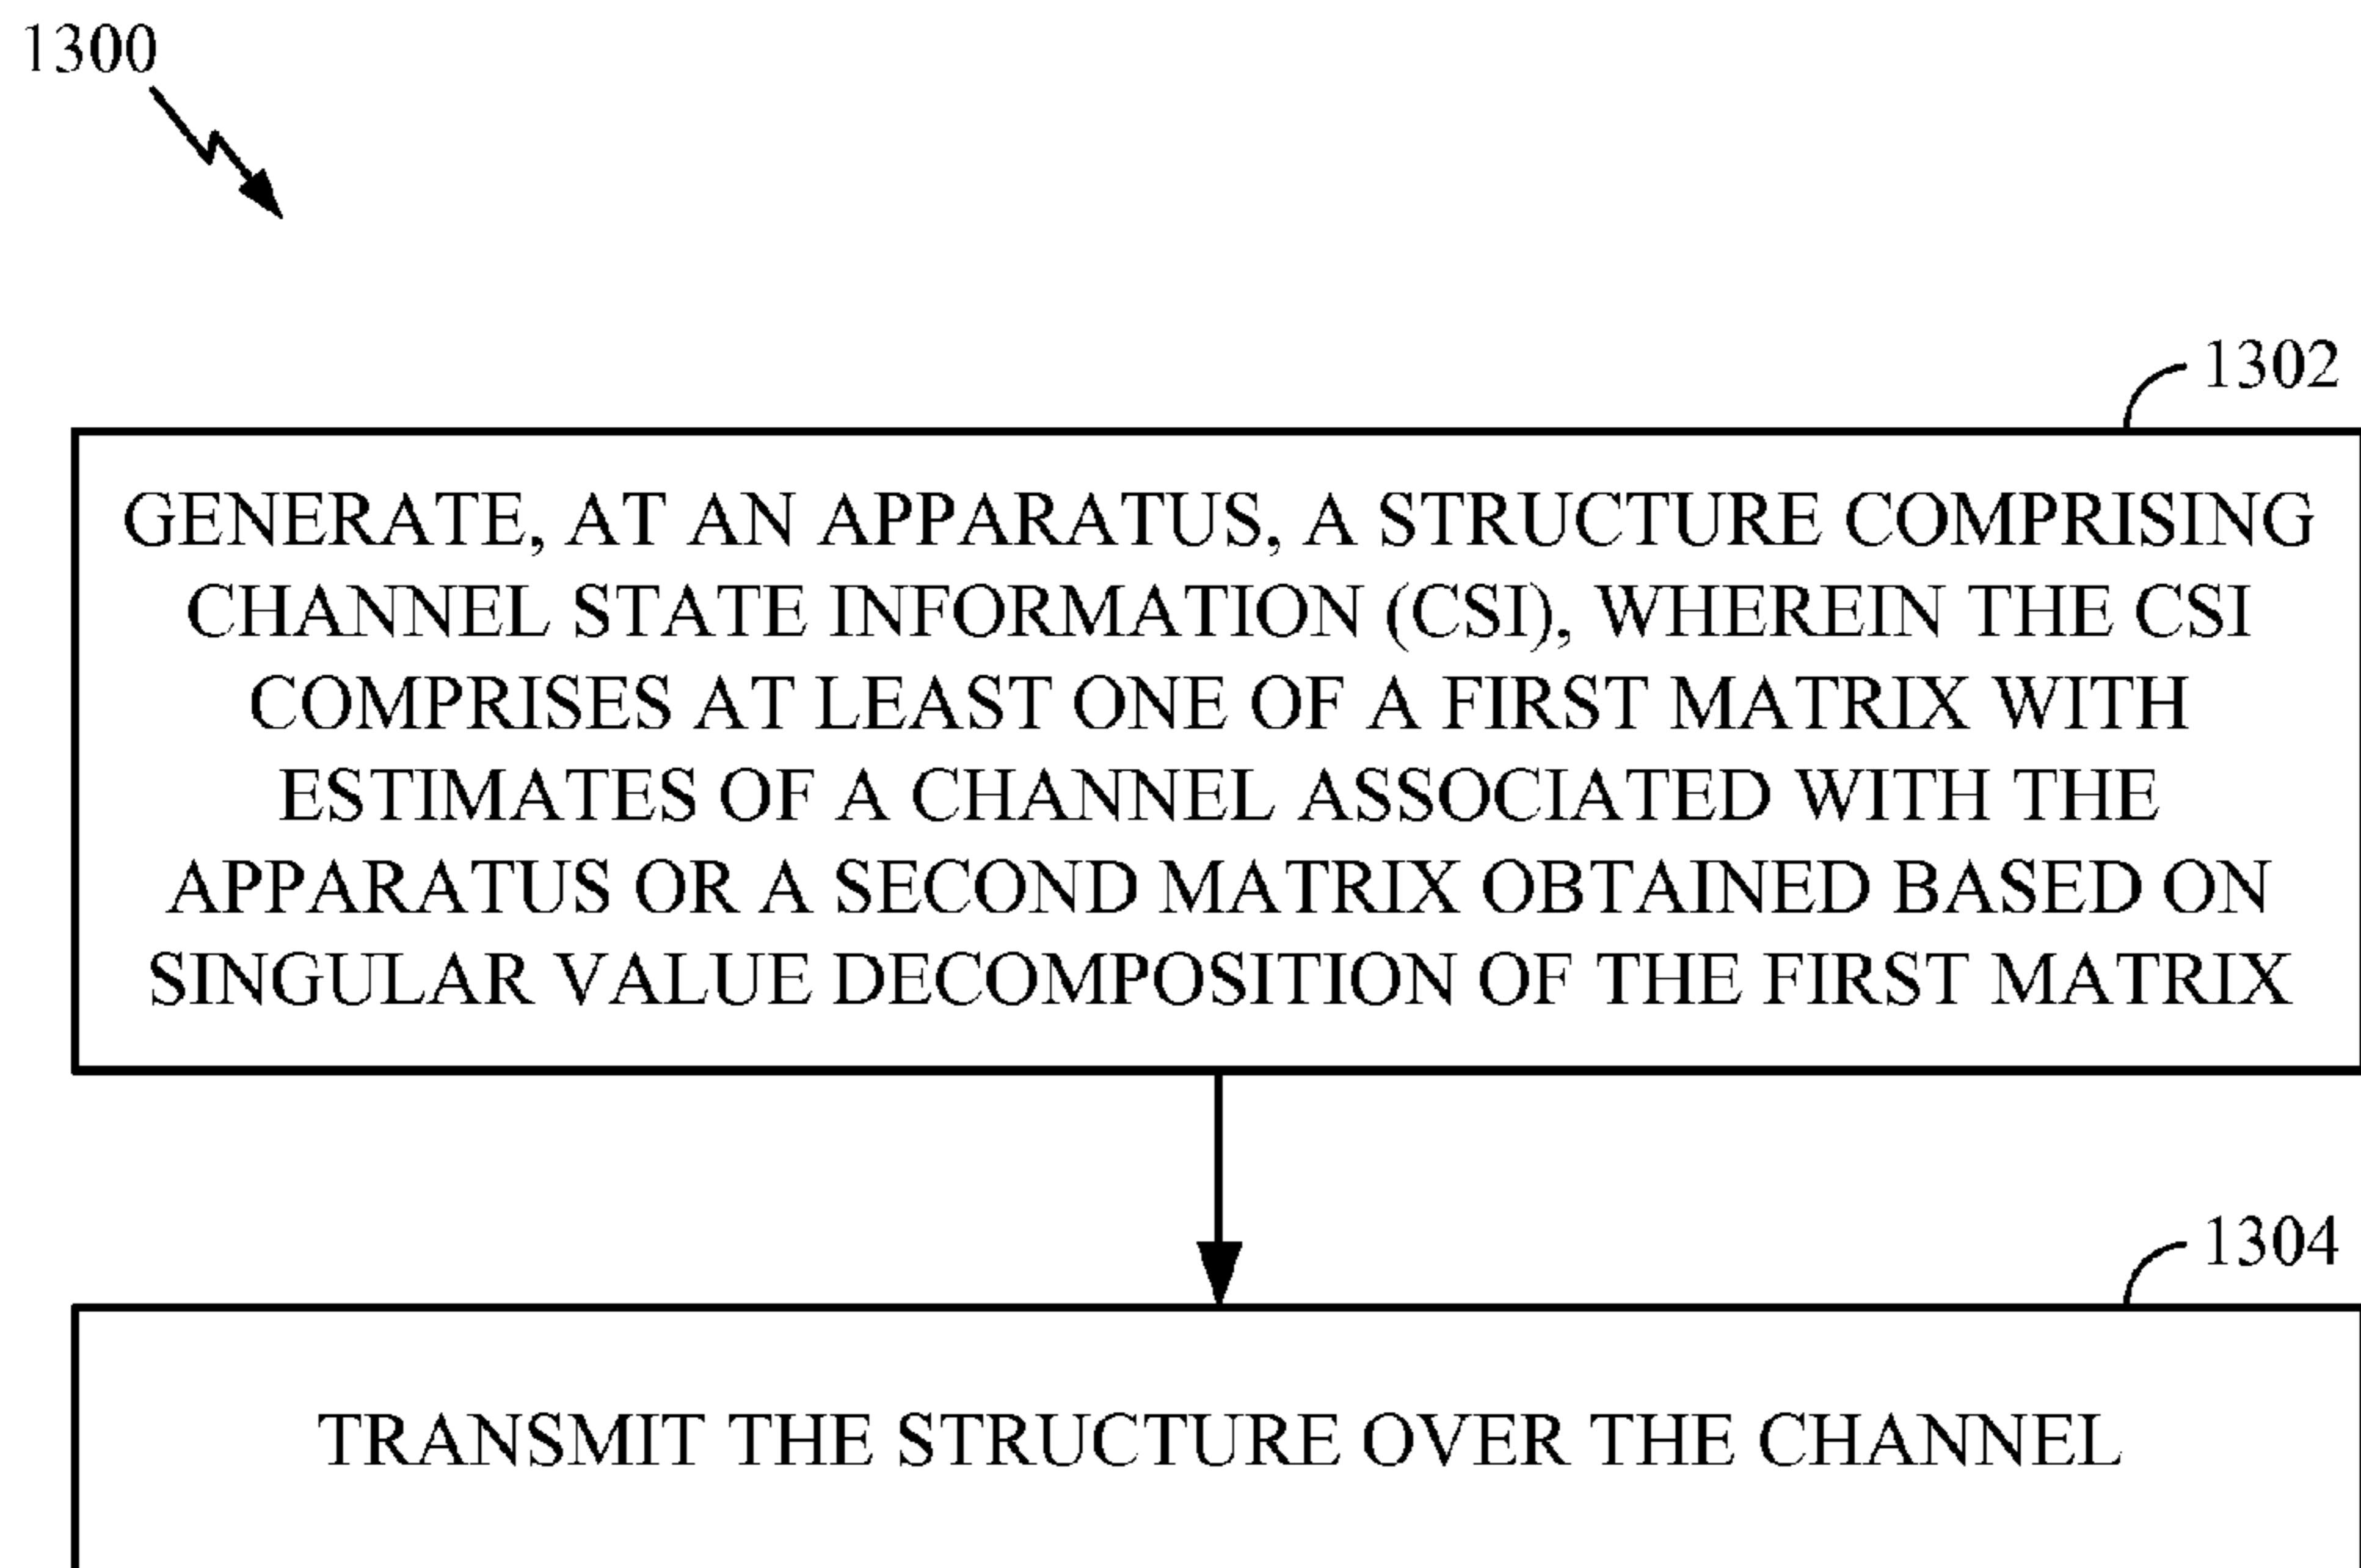 1300
1302
GENERATE, AT AN APPARATUS, A STRUCTURE COMPRISING
CHANNEL STATE INFORMATION (CSI), WHEREIN THE CSI
COMPRISES AT LEAST ONE OF A FIRST MATRIX WITH
ESTIMATES OF A CHANNEL ASSOCIATED WITH THE
APPARATUS OR A SECOND MATRIX OBTAINED BASED ON
SINGULAR VALUE DECOMPOSITION OF THE FIRST MATRIX
1304
TRANSMIT THE STRUCTURE OVER THE CHANNEL